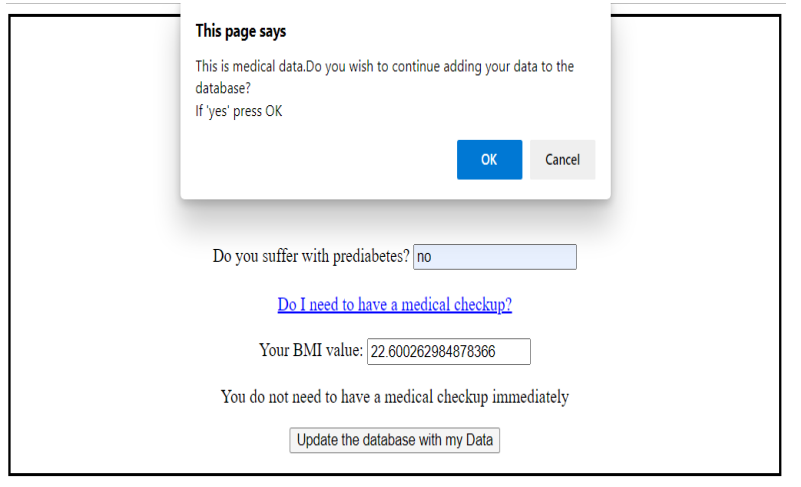 This page says
This is medical data.Do you wish to continue adding your data to the
database?
If 'yes' press OK
OK Cancel
Do you suffer with prediabetes? no
Do I need to have a medical checkup?
Your BMI value: 22.600262984878366
You do not need to have a medical checkup immediately
Update the database with my Data